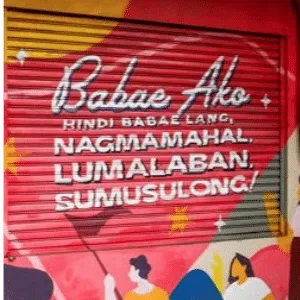 Babae Ako
HINDI BABAE LANG,
NAGMAMAHAL.
LUMALABAN.
SUMUSULONG!